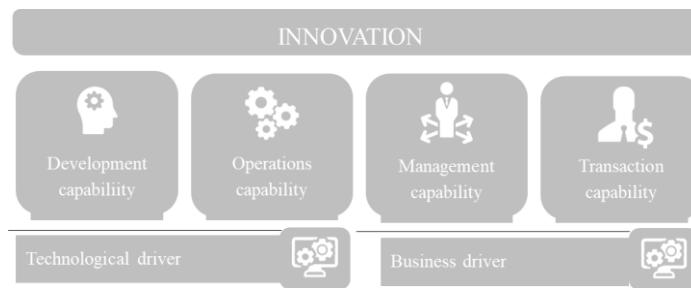 INNOVATION
Development
capabiliity
Operations
capability
Management
capability
Transaction
capability
Technological driver
Business driver